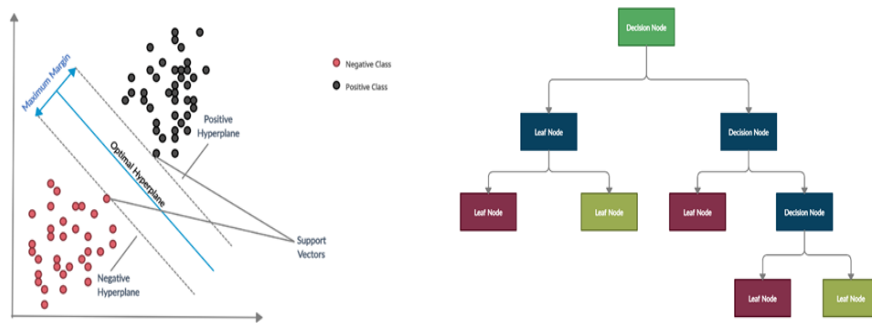 Maximum Margin
Negative Class
Positive Class
Positive
Hyperplane
Optimal Hyperplane
Support
Vectors
Negative
Hyperplane
Decision Node
Leaf Node
Decision Node
Leaf Node
Leaf Node
Leaf Node
Decision Node
Leaf Node
Leaf Node